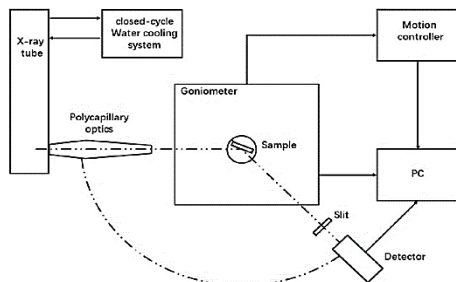 X-ray
tube
closed-cycle
Water cooling
system
Motion
controller
Goniometer
Polycapillary
optics
Sample
PC
Slit
Detector